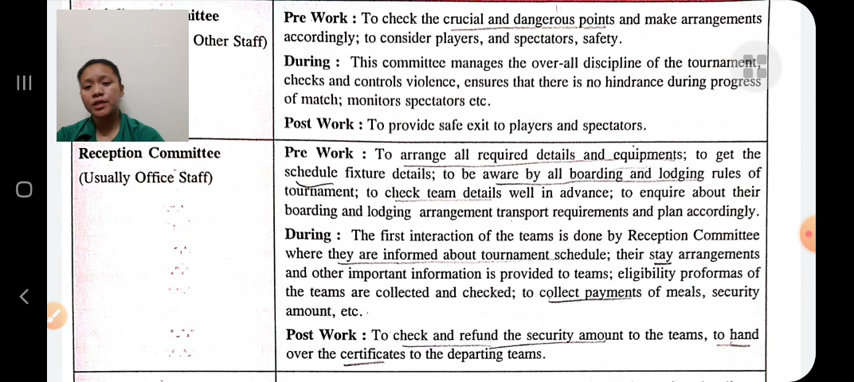 ittee
Other Staff)
Pre Work : To check the crucial and dangerous points and make arrangements
accordingly; to consider players, and spectators, safety.
During : This committee manages the over-all discipline of the tournament,
checks and controls violence, ensures that there is no hindrance during progress
of match; monitors spectators etc.
Post Work : To provide safe exit to players and spectators.
Reception Committee
(Usually Office Staff)
Pre Work : To arrange all required details and equipments; to get the
schedule fixture details; to be aware by all boarding and lodging rules of
tournament; to check team details well in advance; to enquire about their
boarding and lodging arrangement transport requirements and plan accordingly.
During : The first interaction of the teams is done by Reception Committee
where they are informed about tournament schedule; their stay arrangements
and other important information is provided to teams; eligibility proformas of
the teams are collected and checked; to collect payments of meals, security
amount, etc.
Post Work : To check and refund the security amount to the teams, to hand
over the certificates to the departing teams.